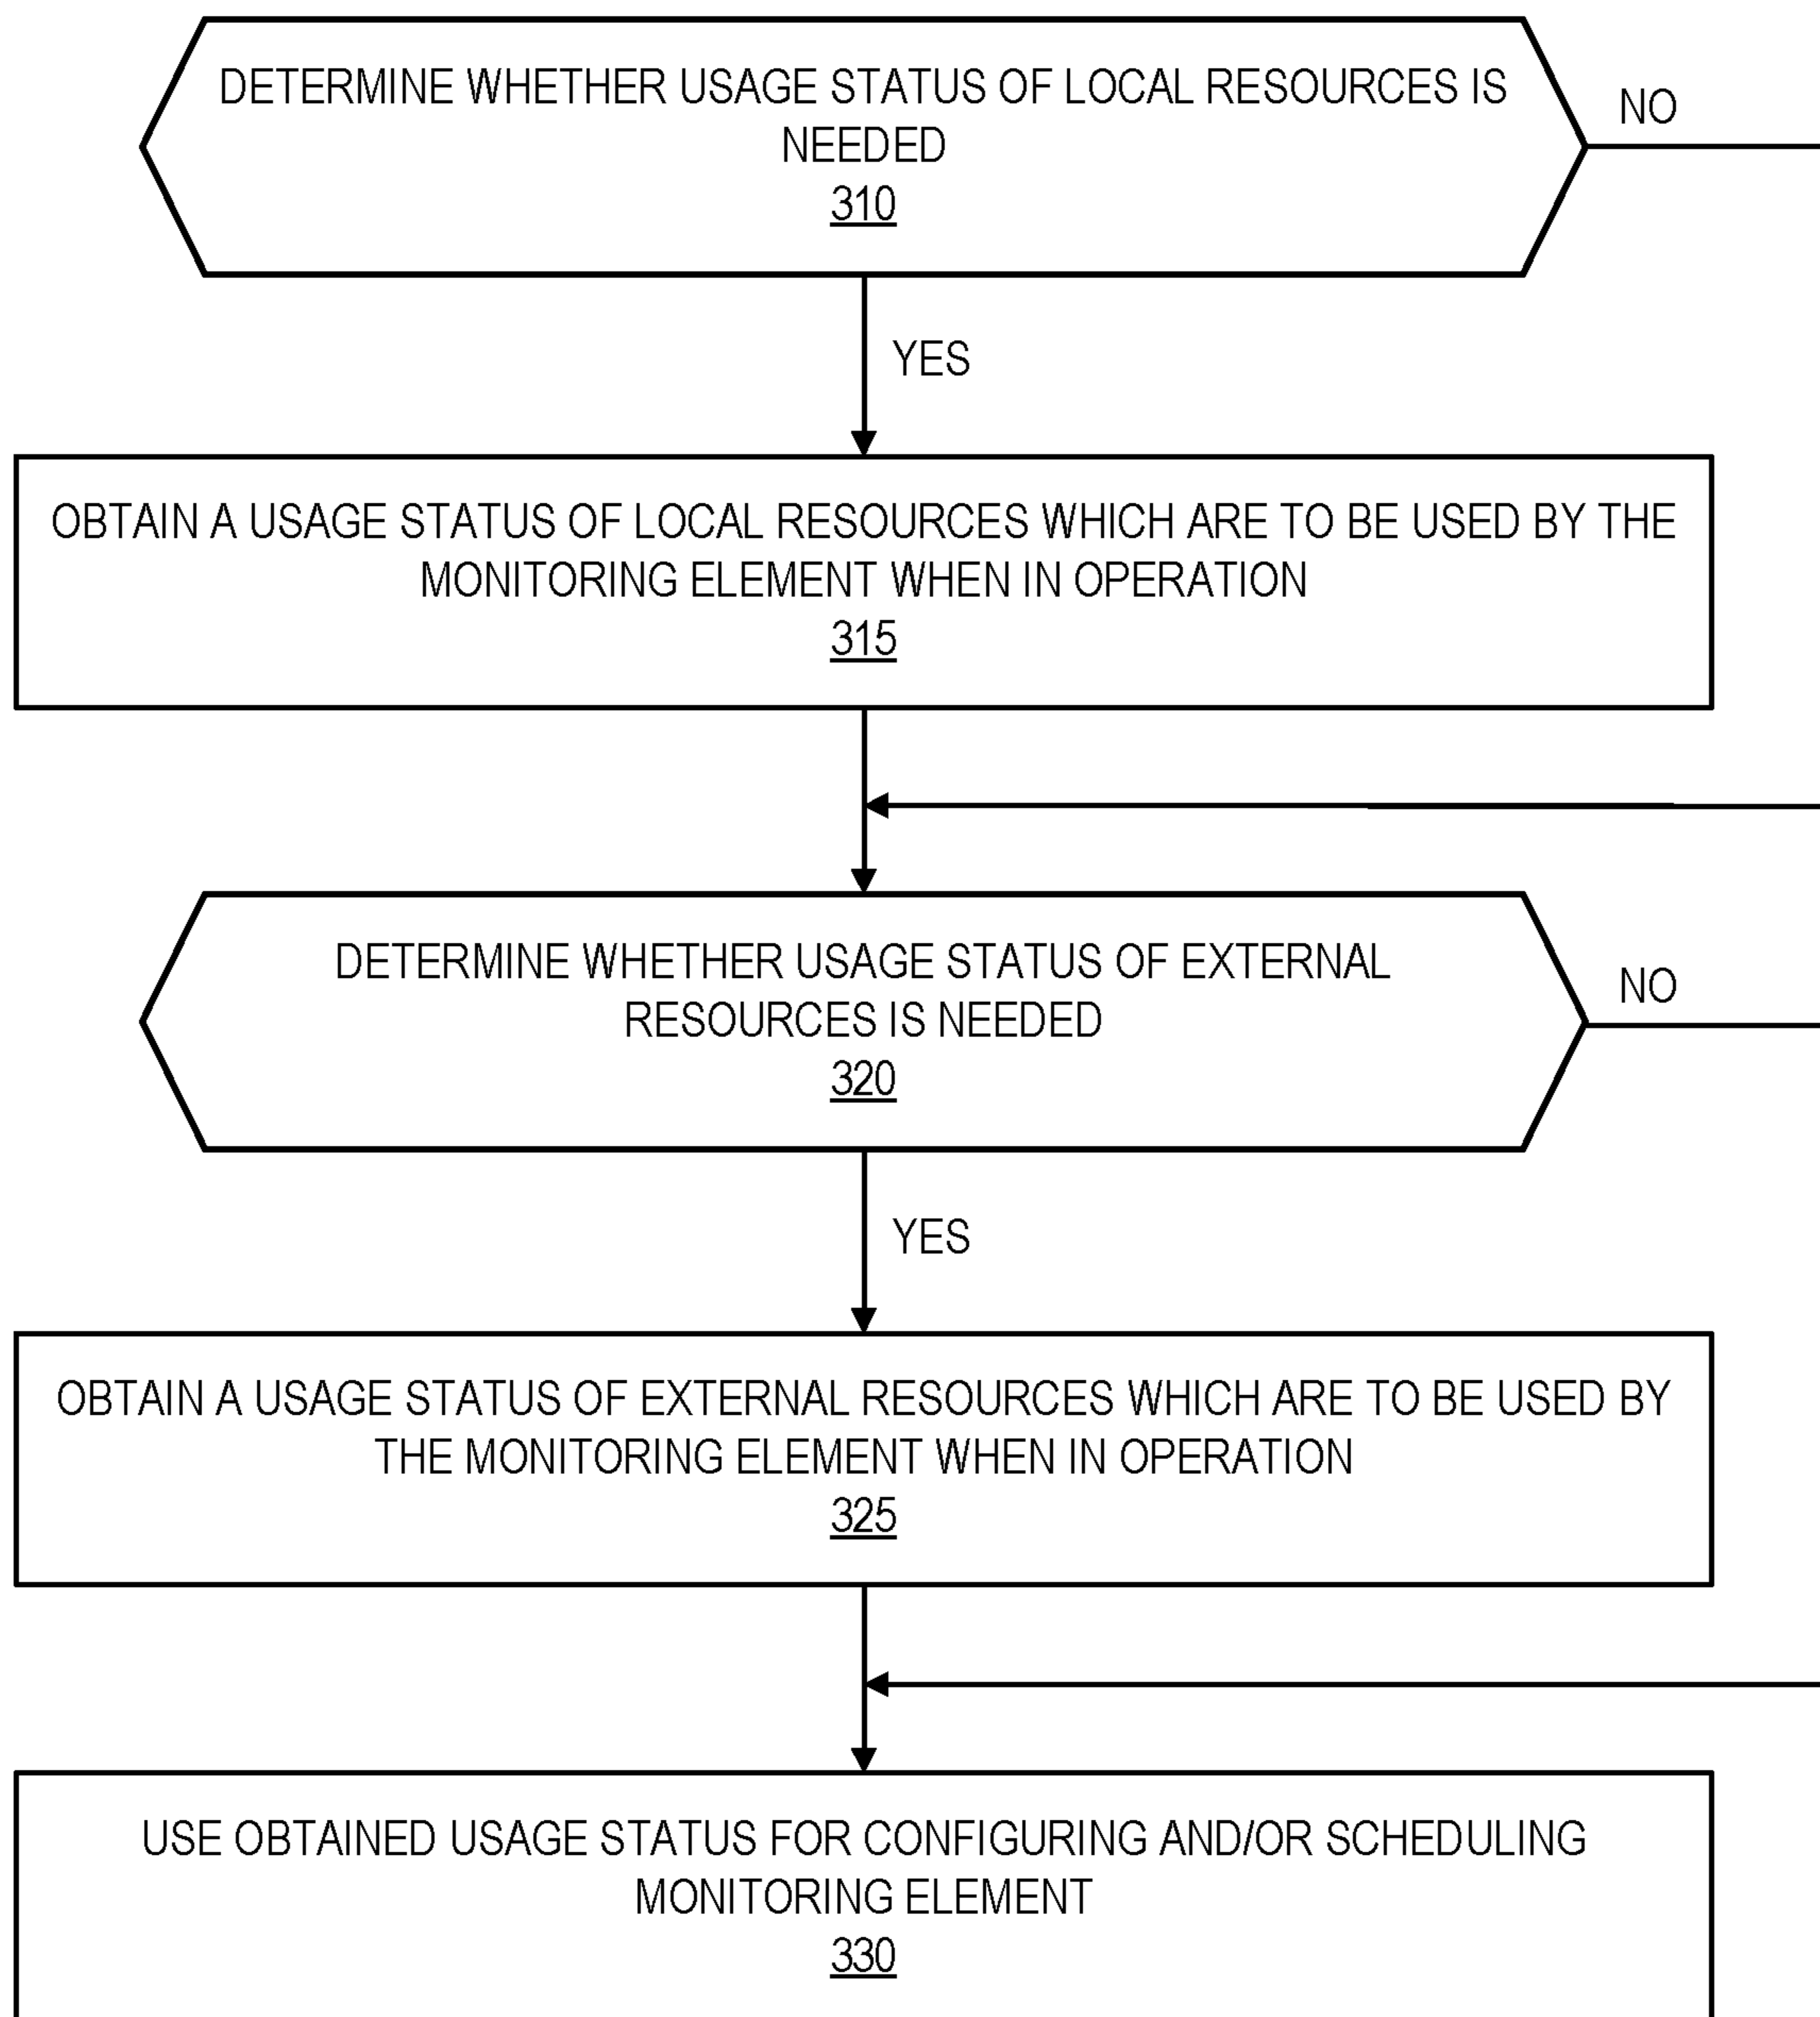 DETERMINE WHETHER USAGE STATUS OF LOCAL RESOURCES IS
NEEDED
310
NO
YES
OBTAIN A USAGE STATUS OF LOCAL RESOURCES WHICH ARE TO BE USED BY THE
MONITORING ELEMENT WHEN IN OPERATION
315
DETERMINE WHETHER USAGE STATUS OF EXTERNAL
RESOURCES IS NEEDED
320
NO
YES
OBTAIN A USAGE STATUS OF EXTERNAL RESOURCES WHICH ARE TO BE USED BY
THE MONITORING ELEMENT WHEN IN OPERATION
325
USE OBTAINED USAGE STATUS FOR CONFIGURING AND/OR SCHEDULING
MONITORING ELEMENT
330